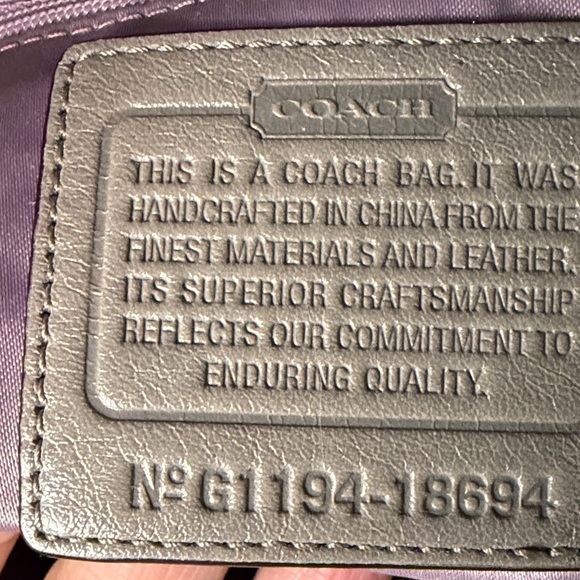 COACH
THIS IS A COACH BAG. IT WAS
HANDCRAFTED IN CHINA FROM THE
FINEST MATERIALS AND LEATHER.
ITS SUPERIOR CRAFTSMANSHIP
REFLECTS OUR COMMITMENT TO
ENDURING QUALITY.
Nº G1194-18694